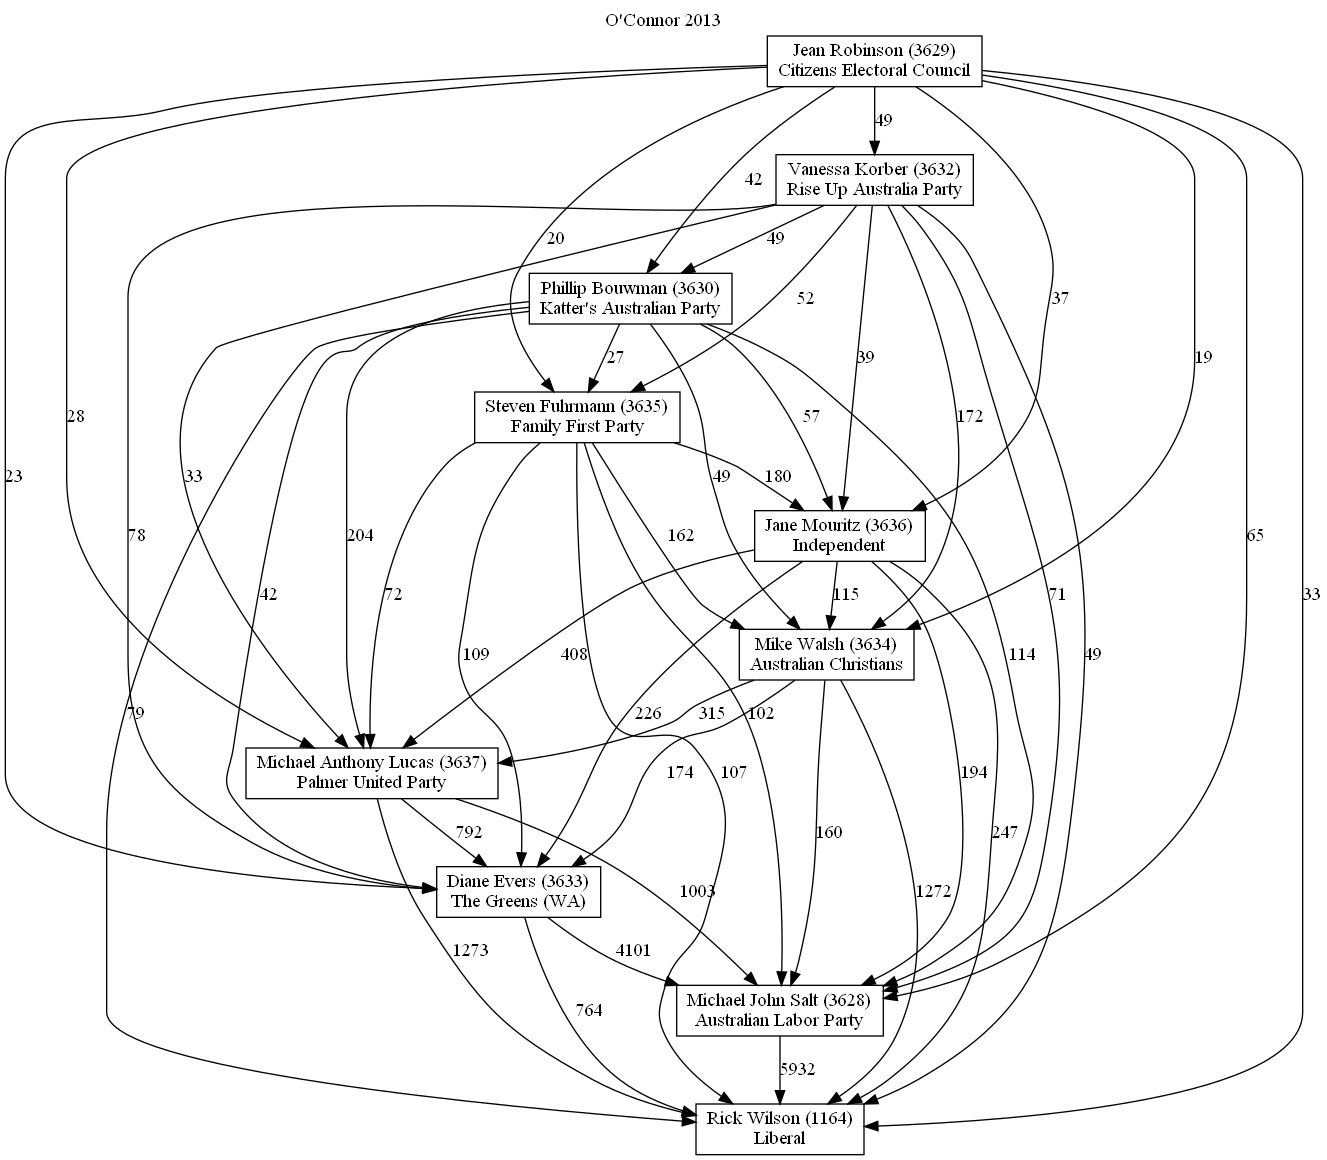 O'Connor 2013
Jean Robinson (3629)
Citizens Electoral Council
49
Vanessa Korber (3632)
Rise Up Australia Party
42
20
49
Phillip Bouwman (3630)
Katter's Australian Party
52
37
27
39
19
Steven Fuhrmann (3635)
Family First Party
28
57
172
23
33
49
180
Jane Mouritz (3636)
Independent
78
204
162
65
42
72
115
71
33
Mike Walsh (3634)
Australian Christians
109
408
114
49
79
226
315
102
Michael Anthony Lucas (3637)
Palmer United Party
174
107
194
792
160
247
Diane Evers (3633)
The Greens (WA)
1003
1272
1273
4101
Michael John Salt (3628)
Australian Labor Party
764
5932
Rick Wilson (1164)
Liberal